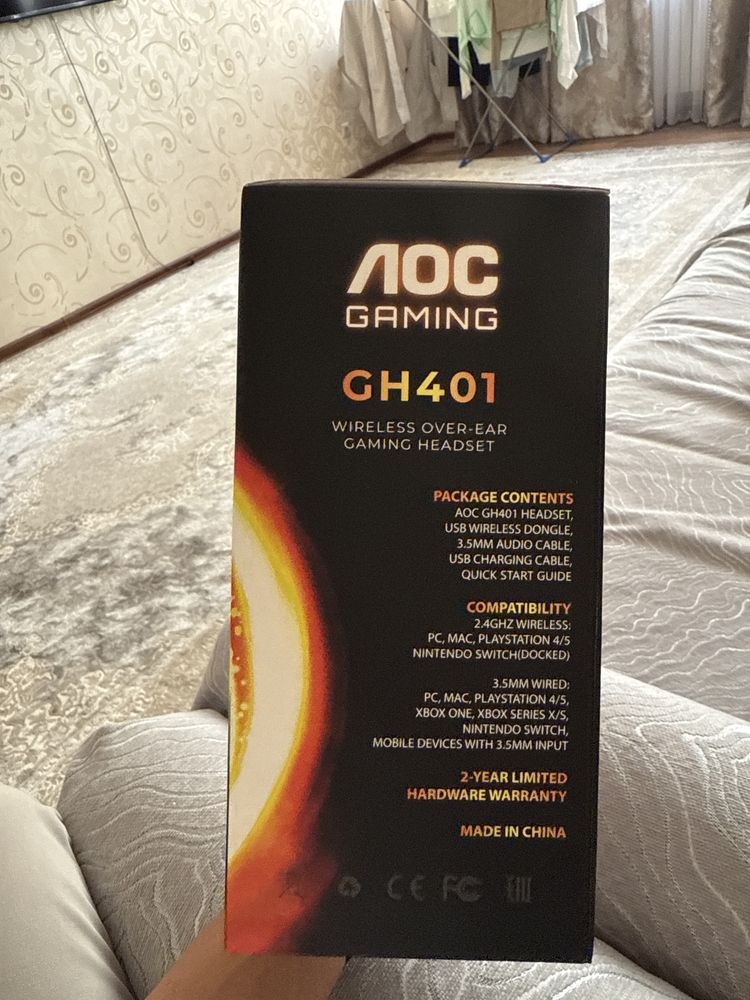 AOC
GAMING
GH401
WIRELESS OVER-EAR
GAMING HEADSET
PACKAGE CONTENTS
AOC GH401 HEADSET,
USB WIRELESS DONGLE,
3.5MM AUDIO CABLE,
USB CHARGING CABLE,
QUICK START GUIDE
COMPATIBILITY
2.4GHZ WIRELESS:
PC, MAC, PLAYSTATION 4/5
NINTENDO SWITCH(DOCKED)
3.5MM WIRED:
PC, MAC, PLAYSTATION 4/5,
XBOX ONE, XBOX SERIES X/S,
NINTENDO SWITCH,
MOBILE DEVICES WITH 3.5MM INPUT
2-YEAR LIMITED
HARDWARE WARRANTY
MADE IN CHINA
CE FC EAC